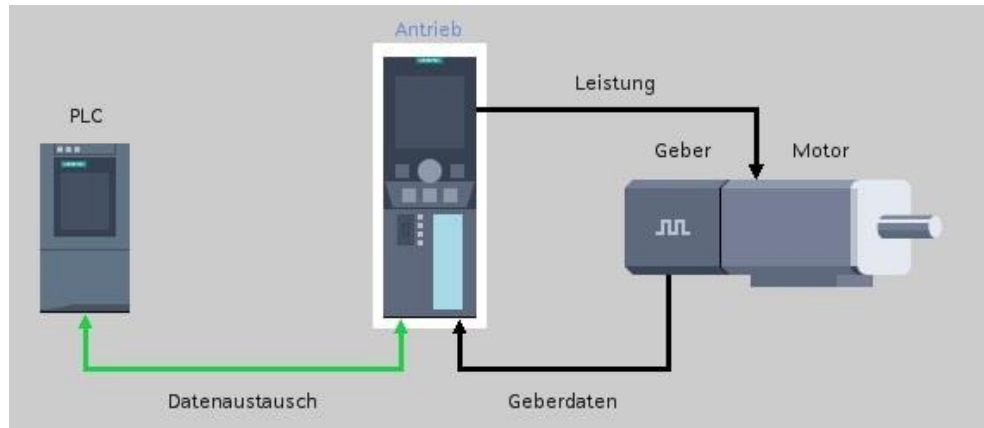 Antrieb
Leistung
PLC
Geber
Motor
Datenaustausch
Geberdaten